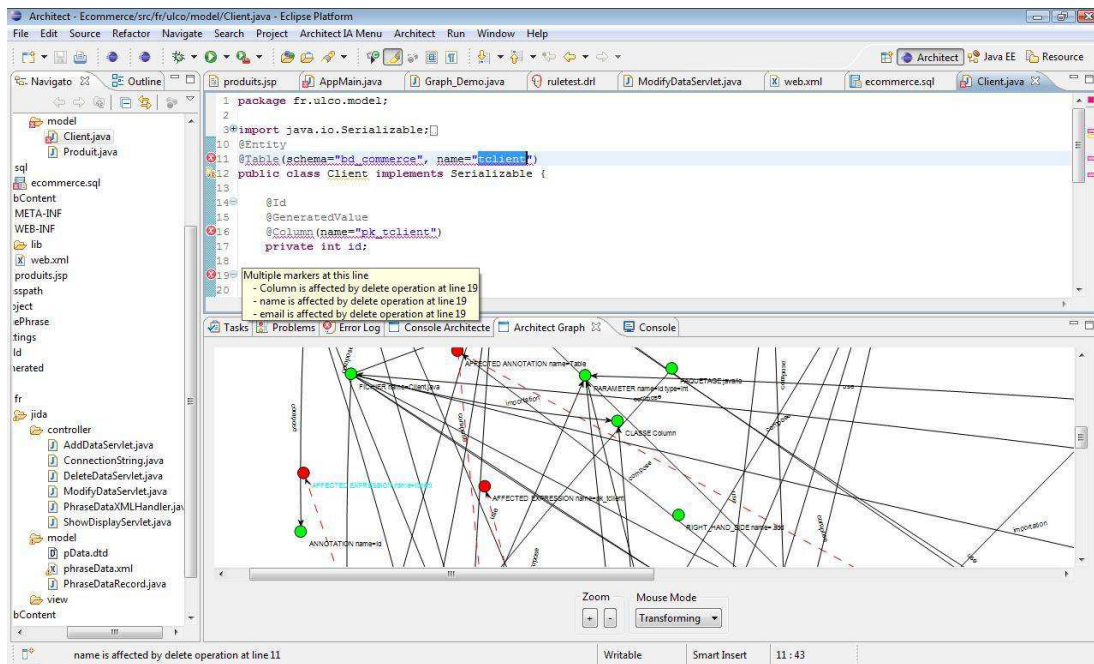 Architect - Ecommerce/src/fr/ulco/model/Client.java - Eclipse Platform
File Edit Source Refactor Navigate Search Project Architect IA Menu Architect Run Window Help
Architect Java EE Resource
Navigato Outline
produits.jsp AppMain.java Graph_Demo.java ruletest.drl ModifyDataServlet.java web.xml ecommerce.sql Client.java
model
Client.java
Produit.java
sql
ecommerce.sql
bContent
META-INF
WEB-INF
lib
web.xml
produits.jsp
sspath
oject
ePhrase
ttings
ld
nerated
fr
jida
controller
AddDataServlet.java
ConnectionString.java
DeleteDataServlet.java
ModifyDataServlet.java
PhraseDataXMLHandler.jav
ShowDisplayServlet.java
model
pData.dtd
phraseData.xml
PhraseDataRecord.java
view
bContent
1 package fr.ulco.model;
2
3 import java.io.Serializable;
10 @Entity
11 @Table(schema="bd_commerce", name="tclient")
12 public class Client implements Serializable {
13
14 @Id
15 @GeneratedValue
16 @Column(name="pk_tclient")
17 private int id;
18
19
20
Multiple markers at this line
- Column is affected by delete operation at line 19
- name is affected by delete operation at line 19
- email is affected by delete operation at line 19
Tasks Problems Error Log Console Architecte Architect Graph Console
AFFECTED ANNOTATION name=Table
FICHIER name=Client.java
PARAMETER name=id type=int
PAQUETAGE java.io
importation
compose
CLASSE Column
compose
use
AFFECTED EXPRESSION name=pk_tclient
use
ANNOTATION name=Id
importation
use
Zoom Mouse Mode
+ - Transforming
name is affected by delete operation at line 11 Writable Smart Insert 11 : 43